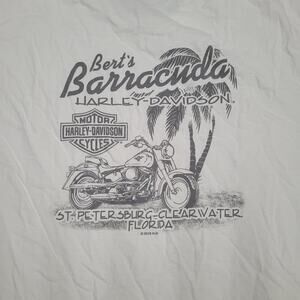 Bert's
Barracuda
HARLEY-DAVIDSON
MOTOR
HARLEY-DAVIDSON
CYCLES
ST. PETERSBURG-CLEARWATER
FLORIDA